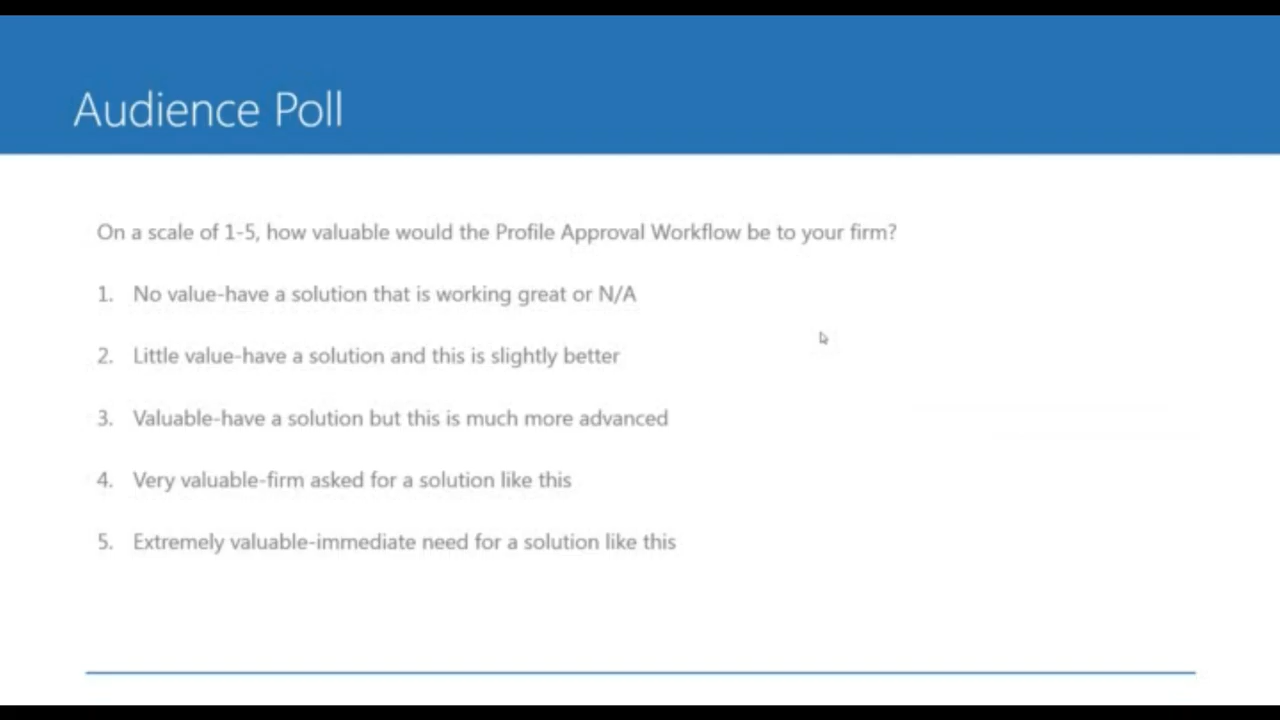 Audience Poll
On a scale of 1-5, how valuable would the Profile Approval Workflow be to your firm?
1. No value-have a solution that is working great or N/A
2. Little value-have a solution and this is slightly better
3. Valuable-have a solution but this is much more advanced
4. Very valuable-firm asked for a solution like this
5. Extremely valuable-immediate need for a solution like this